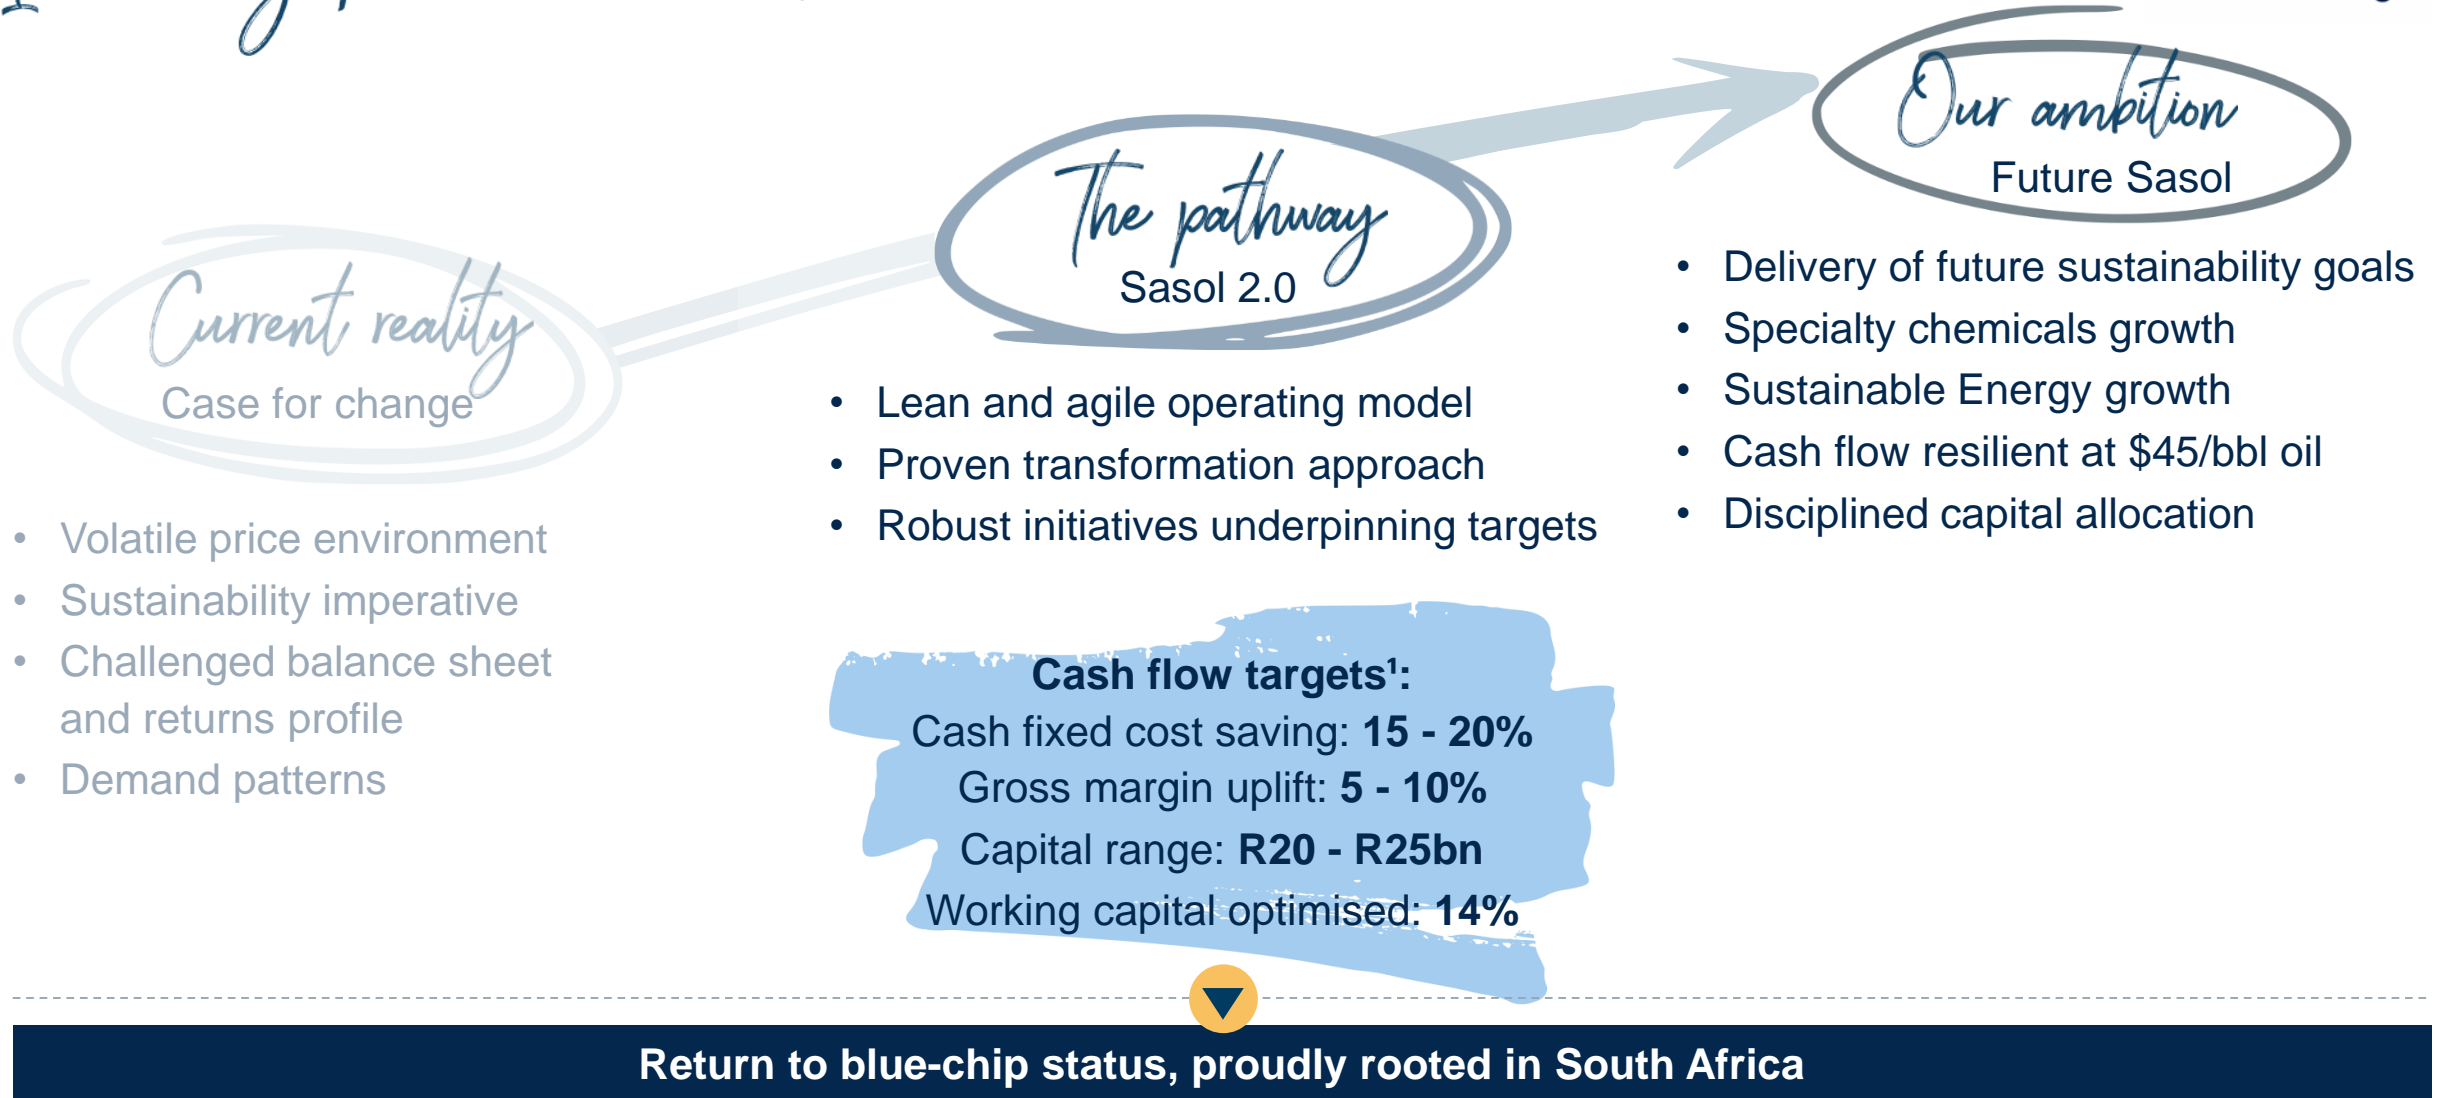 Current reality
Case for change
• Volatile price environment
• Sustainability imperative
• Challenged balance sheet
and returns profile
• Demand patterns
The pathway
Sasol 2.0
• Lean and agile operating model
• Proven transformation approach
• Robust initiatives underpinning targets
Cash flow targets¹:
Cash fixed cost saving: 15 - 20%
Gross margin uplift: 5 - 10%
Capital range: R20 - R25bn
Working capital optimised: 14%
Our ambition
Future Sasol
• Delivery of future sustainability goals
• Specialty chemicals growth
• Sustainable Energy growth
• Cash flow resilient at $45/bbl oil
• Disciplined capital allocation
Return to blue-chip status, proudly rooted in South Africa